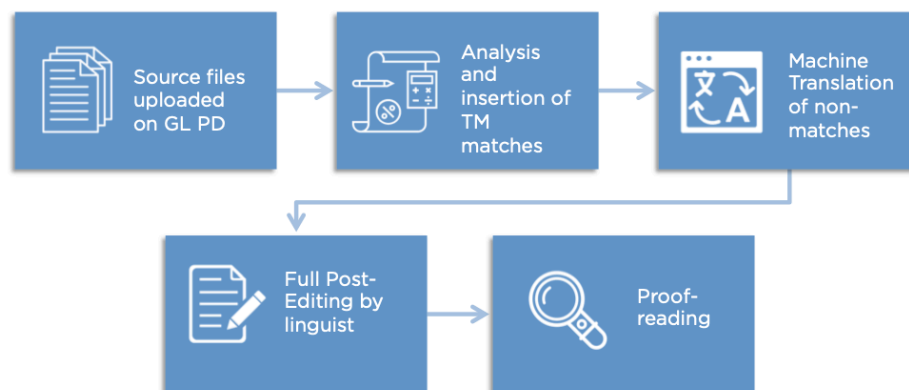 Source files
uploaded
on GL PD
Analysis
and
insertion of
TM
matches
Machine
Translation
of non-
matches
文
A
Full Post-
Editing by
linguist
Proof-
reading